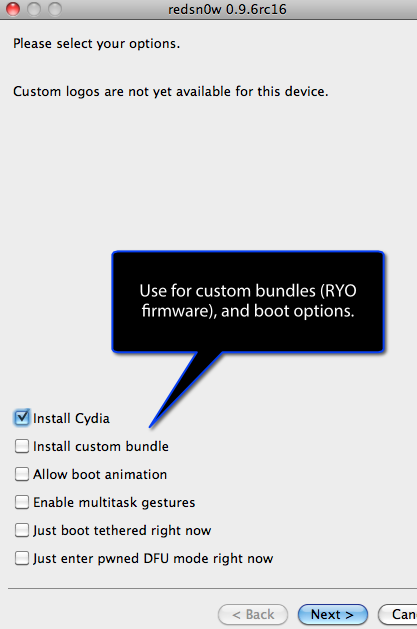 redsn0w 0.9.6rc16
Please select your options.
Custom logos are not yet available for this device.
Use for custom bundles (RYO
firmware), and boot options.
Install Cydia
Install custom bundle
Allow boot animation
Enable multitask gestures
Just boot tethered right now
Just enter pwned DFU mode right now
< Back
Next >
Can